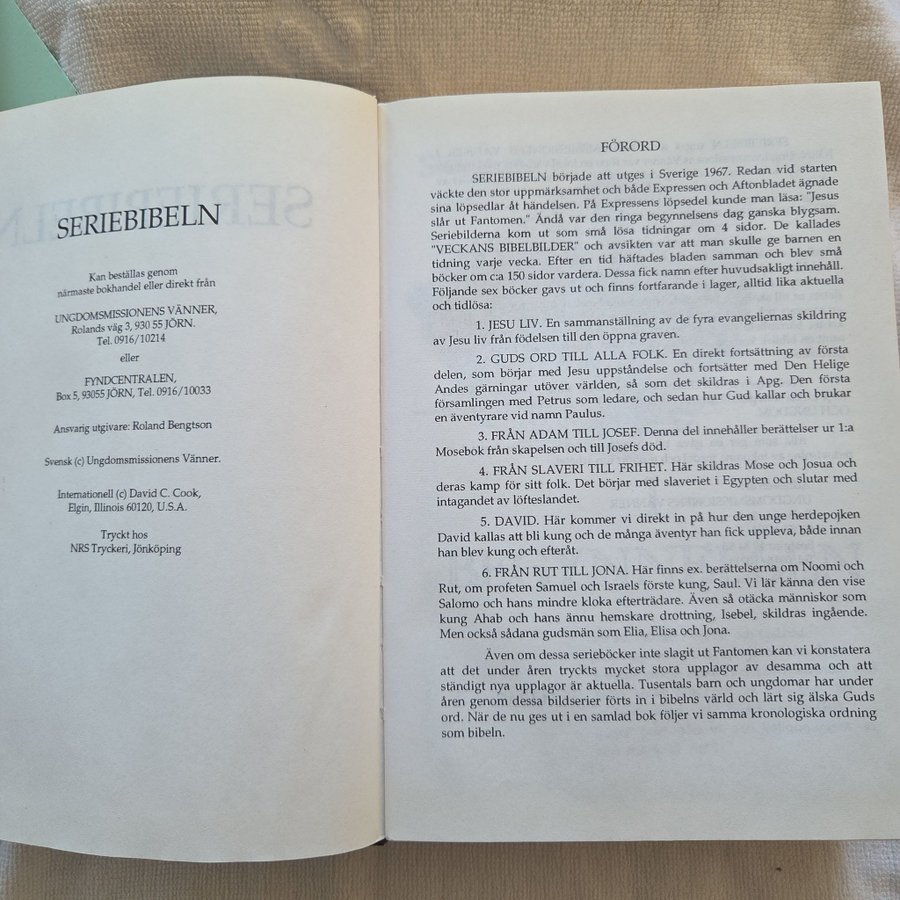 SERIEBIBELN
Kan beställas genom
närmaste bokhandel eller direkt från
UNGDOMSMISSIONENS VÄNNER,
Rolands väg 3, 930 55 JÖRN.
Tel. 0916/10214
eller
FYNDCENTRALEN,
Box 5, 93055 JÖRN, Tel. 0916/10033
Ansvarig utgivare: Roland Bengtson
Svensk (c) Ungdomsmissionens Vänner.
Internationell (c) David C. Cook,
Elgin, Illinois 60120, U.S.A.
Tryckt hos
NRS Tryckeri, Jönköping
FÖRORD
SERIEBIBELN började att utges i Sverige 1967. Redan vid starten
väckte den stor uppmärksamhet och både Expressen och Aftonbladet ägnade
sina löpsedlar åt händelsen. På Expressens löpsedel kunde man läsa: "Jesus
slår ut Fantomen." Ändå var den ringa begynnelsens dag ganska blygsam.
Seriebilderna kom ut som små lösa tidningar om 4 sidor. De kallades
"VECKANS BIBELBILDER" och avsikten var att man skulle ge barnen en
tidning varje vecka. Efter en tid häftades bladen samman och blev små
böcker om c:a 150 sidor vardera. Dessa fick namn efter huvudsakligt innehåll.
Följande sex böcker gavs ut och finns fortfarande i lager, alltid lika aktuella
och tidlösa:
1. JESU LIV. En sammanställning av de fyra evangeliernas skildring
av Jesu liv från födelsen till den öppna graven.
2. GUDS ORD TILL ALLA FOLK. En direkt fortsättning av första
delen, som börjar med Jesu uppståndelse och fortsätter med Den Helige
Andes gärningar utöver världen, så som det skildras i Apg. Den första
församlingen med Petrus som ledare, och sedan hur Gud kallar och brukar
en äventyrare vid namn Paulus.
3. FRÅN ADAM TILL JOSEF. Denna del innehåller berättelser ur 1:a
Mosebok från skapelsen och till Josefs död.
4. FRÅN SLAVERI TILL FRIHET. Här skildras Mose och Josua och
deras kamp för sitt folk. Det börjar med slaveriet i Egypten och slutar med
intagandet av löfteslandet.
5. DAVID. Här kommer vi direkt in på hur den unge herdepojken
David kallas att bli kung och de många äventyr han fick uppleva, både innan
han blev kung och efteråt.
6. FRÅN RUT TILL JONA. Här finns ex. berättelserna om Noomi och
Rut, om profeten Samuel och Israels förste kung, Saul. Vi lär känna den vise
Salomo och hans mindre kloka efterträdare. Även så otäcka människor som
kung Ahab och hans ännu hemskare drottning, Isebel, skildras ingående.
Men också sådana gudsmän som Elia, Elisa och Jona.
Även om dessa serieböcker inte slagit ut Fantomen kan vi konstatera
att det under åren tryckts mycket stora upplagor av desamma och att
ständigt nya upplagor är aktuella. Tusentals barn och ungdomar har under
åren genom dessa bildserier förts in i bibelns värld och lärt sig älska Guds
ord. När de nu ges ut i en samlad bok följer vi samma kronologiska ordning
som bibeln.